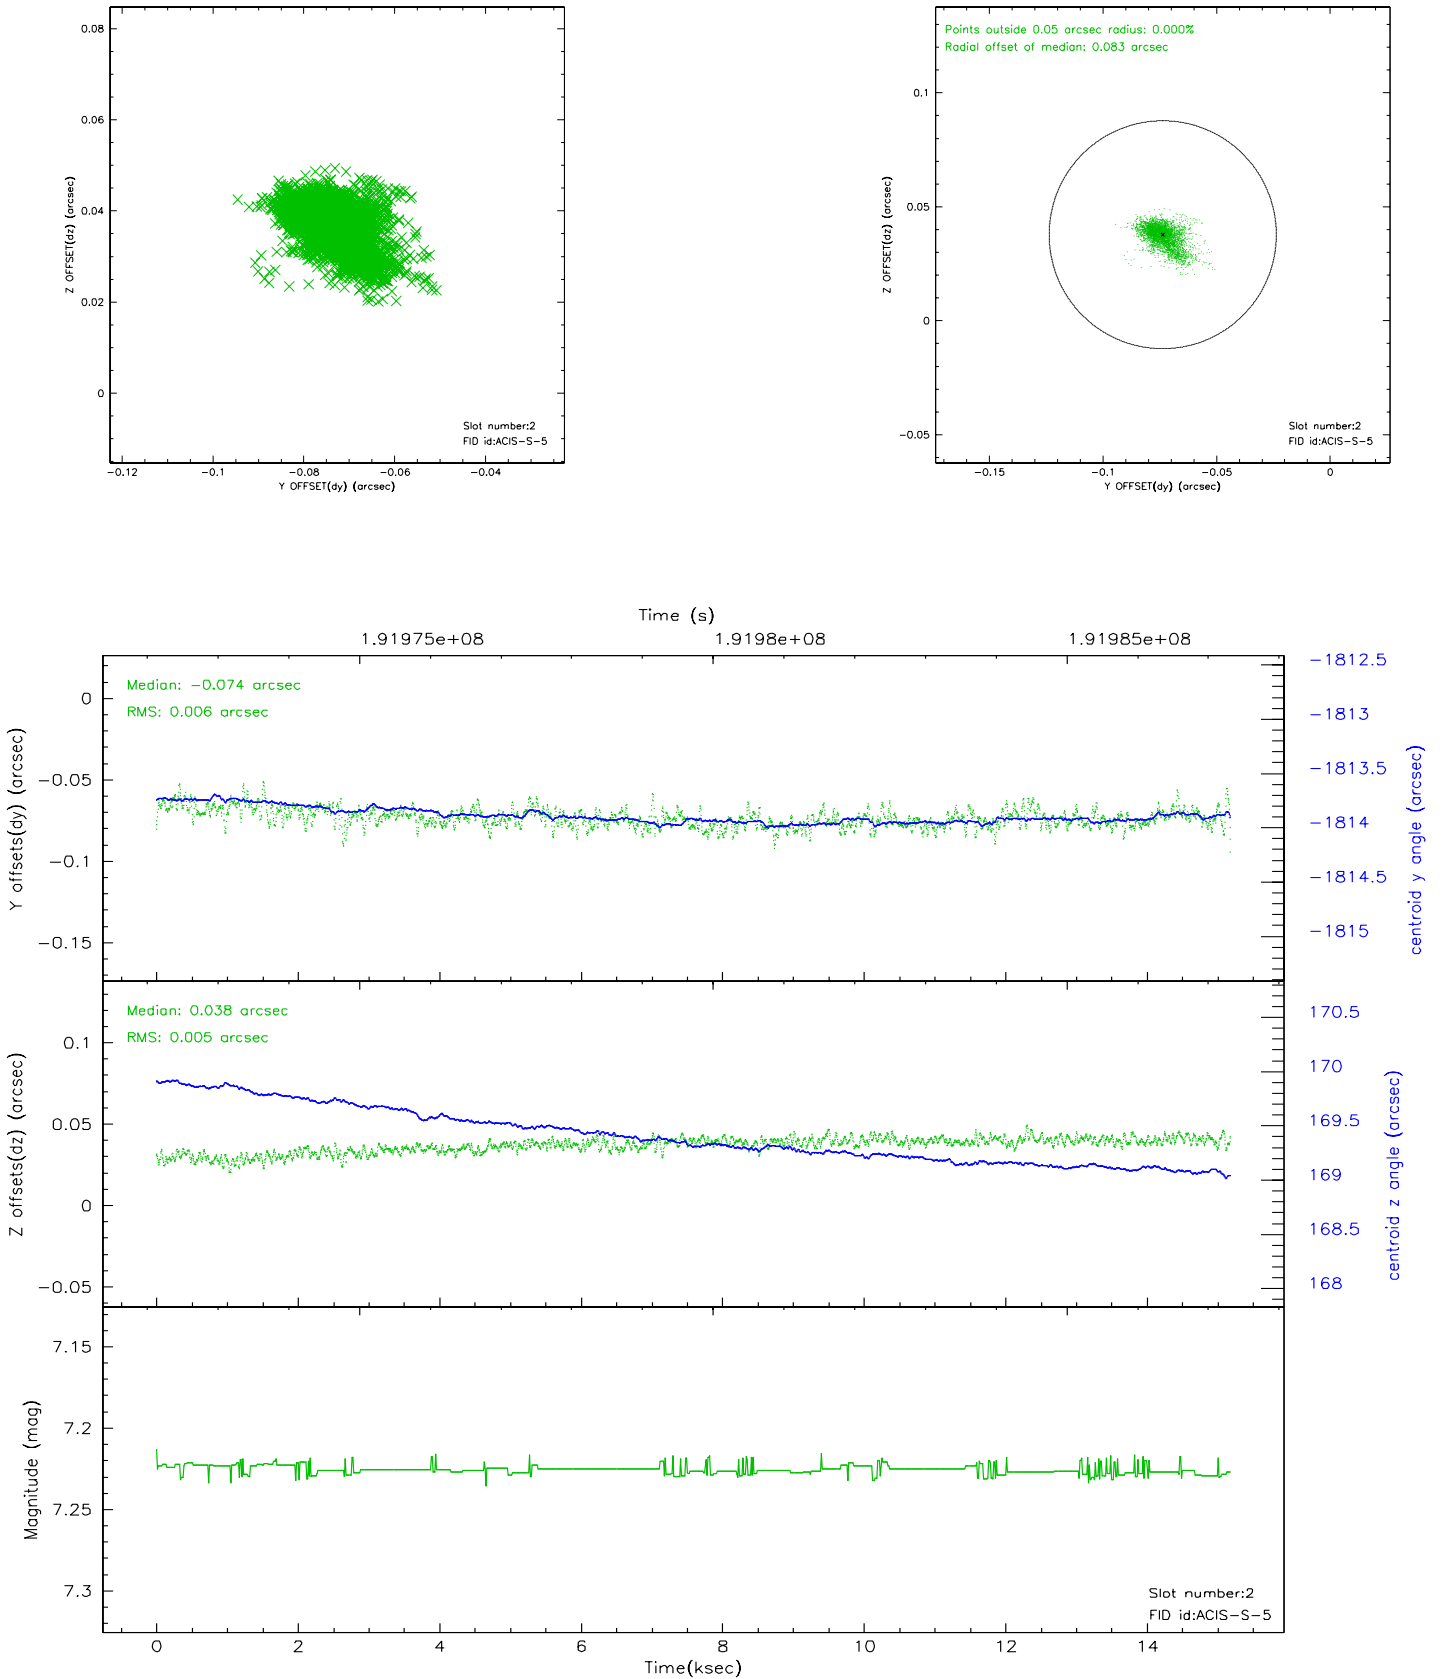 0.08
0.06
0.04
0.02
0
Z OFFSET(dz) (arcsec)
Slot number:2
FID id:ACIS-S-5
-0.12 -0.1 -0.08 -0.06 -0.04
Y OFFSET(dy) (arcsec)
Points outside 0.05 arcsec radius: 0.000%
Radial offset of median: 0.083 arcsec
0.1
0.05
0
-0.05
Z OFFSET(dz) (arcsec)
Slot number:2
FID id:ACIS-S-5
-0.15 -0.1 -0.05 0
Y OFFSET(dy) (arcsec)
Time (s)
1.91975e+08 1.9198e+08 1.91985e+08
Median: -0.074 arcsec
RMS: 0.006 arcsec
0
-0.05
-0.1
-0.15
Y offsets(dy) (arcsec)
-1812.5
-1813
-1813.5
-1814
-1814.5
-1815
centroid y angle (arcsec)
Median: 0.038 arcsec
RMS: 0.005 arcsec
0.1
0.05
0
-0.05
Z offsets(dz) (arcsec)
170.5
170
169.5
169
168.5
168
centroid z angle (arcsec)
7.15
7.2
7.25
7.3
Magnitude (mag)
Slot number:2
FID id:ACIS-S-5
0 2 4 6 8 10 12 14
Time(ksec)